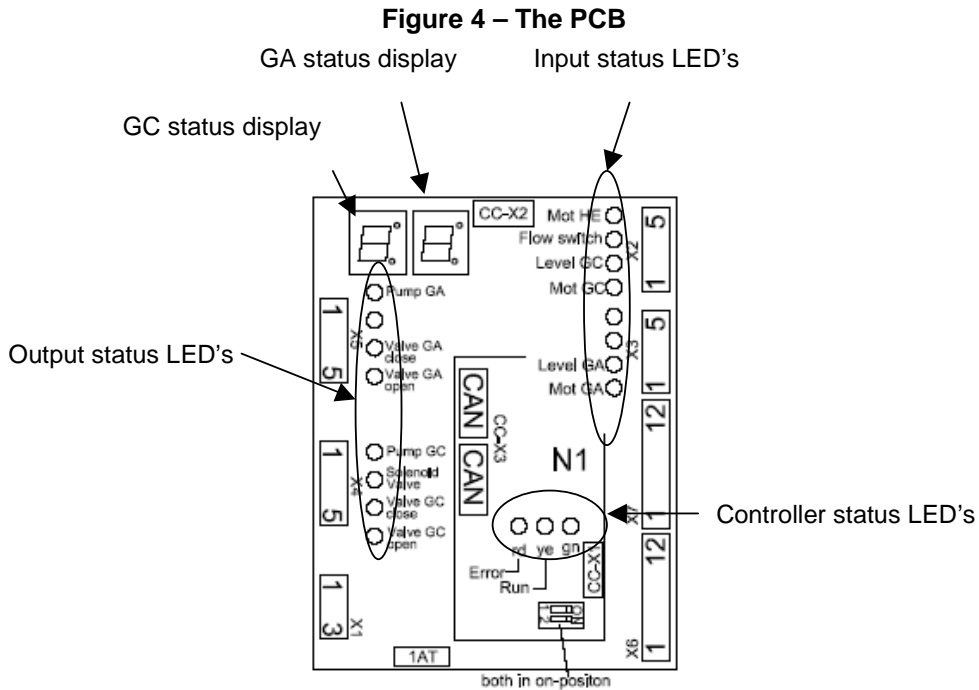 Figure 4 – The PCB
GA status display
Input status LED's
GC status display
CC-X2
Mot HE
Flow switch
Level GC
Mot GC
5
X2
1
Pump GA
Valve GA
close
Valve GA
open
1
X5
5
5
X3
1
Level GA
Mot GA
Output status LED's
CAN
CC-X3
CAN
N1
12
X7
1
Pump GC
Solenoid
Valve
Valve GC
close
Valve GC
open
1
X4
5
Controller status LED's
rd ye gn
Error
Run
CC-X1
12
X6
1
1
2
ON
1
X1
3
1AT
both in on-positon